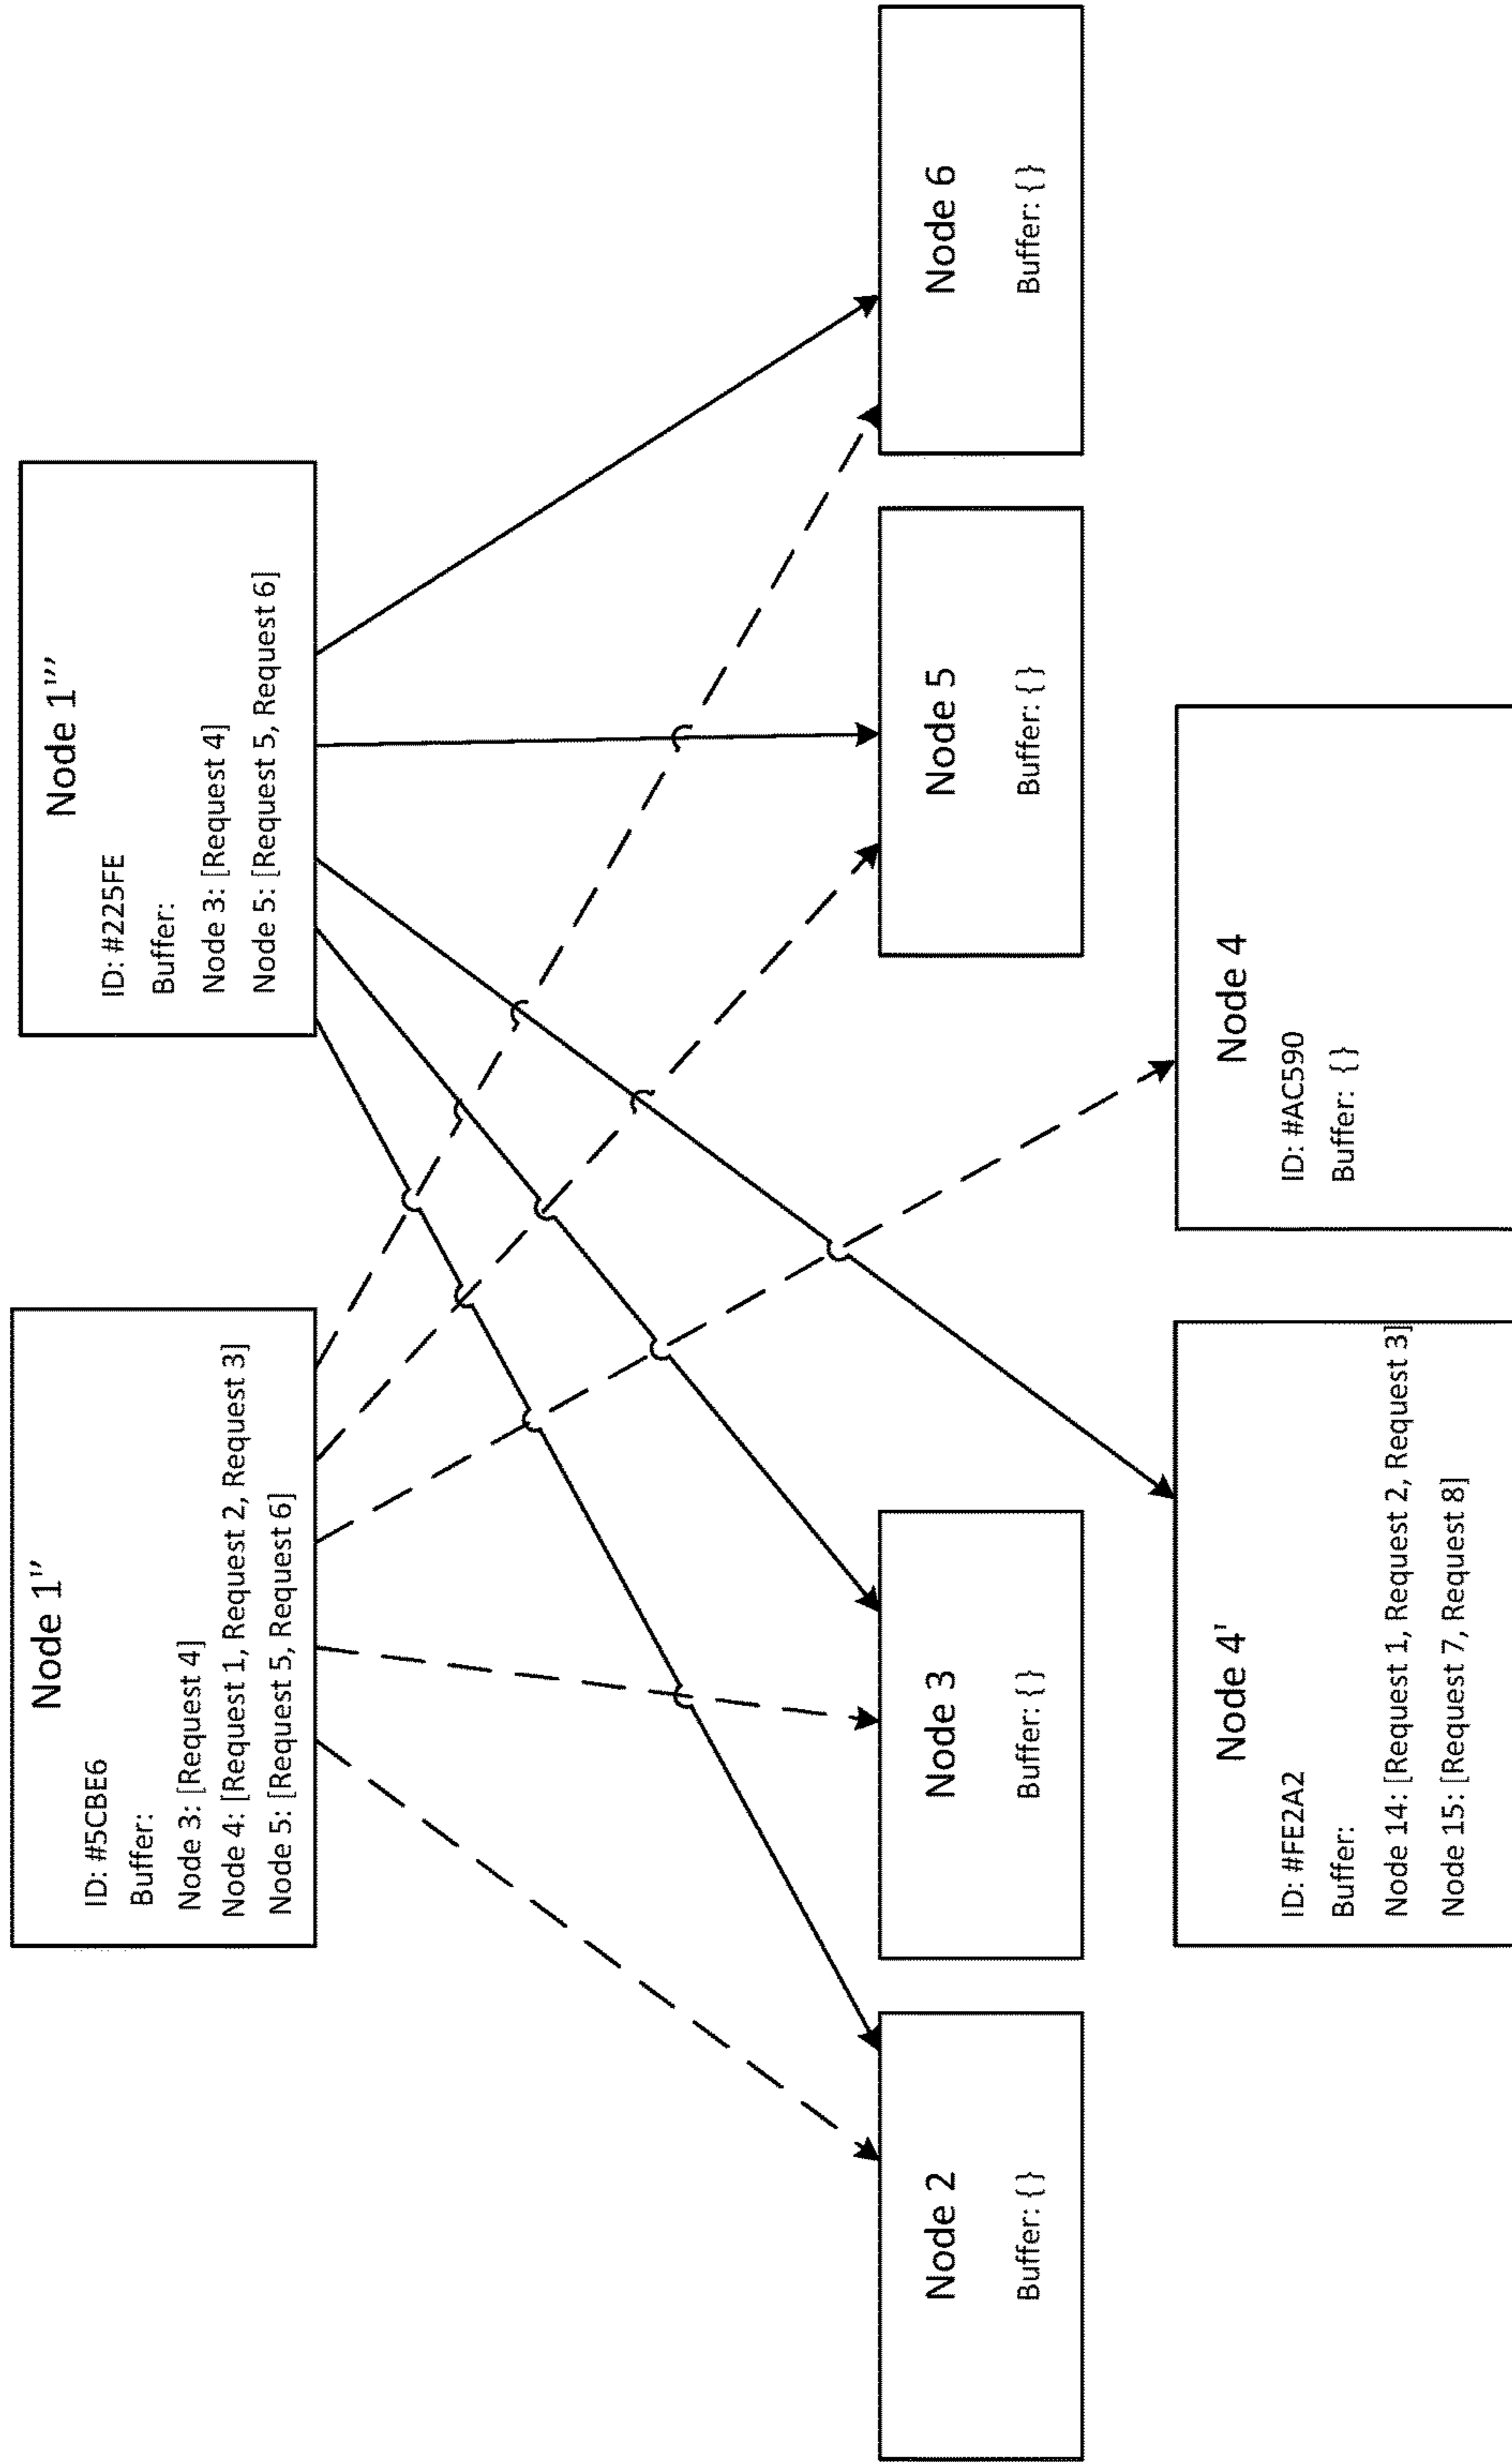 Node 1''
ID: #5CBE6
Buffer:
Node 3: [Request 4]
Node 4: [Request 1, Request 2, Request 3]
Node 5: [Request 5, Request 6]
Node 1'''
ID: #225FE
Buffer:
Node 3: [Request 4]
Node 5: [Request 5, Request 6]
Node 2
Buffer: { }
Node 3
Buffer: { }
Node 5
Buffer: { }
Node 6
Buffer: { }
Node 4'
ID: #FE2A2
Buffer:
Node 14: [Request 1, Request 2, Request 3]
Node 15: [Request 7, Request 8]
Node 4
ID: #AC590
Buffer: { }